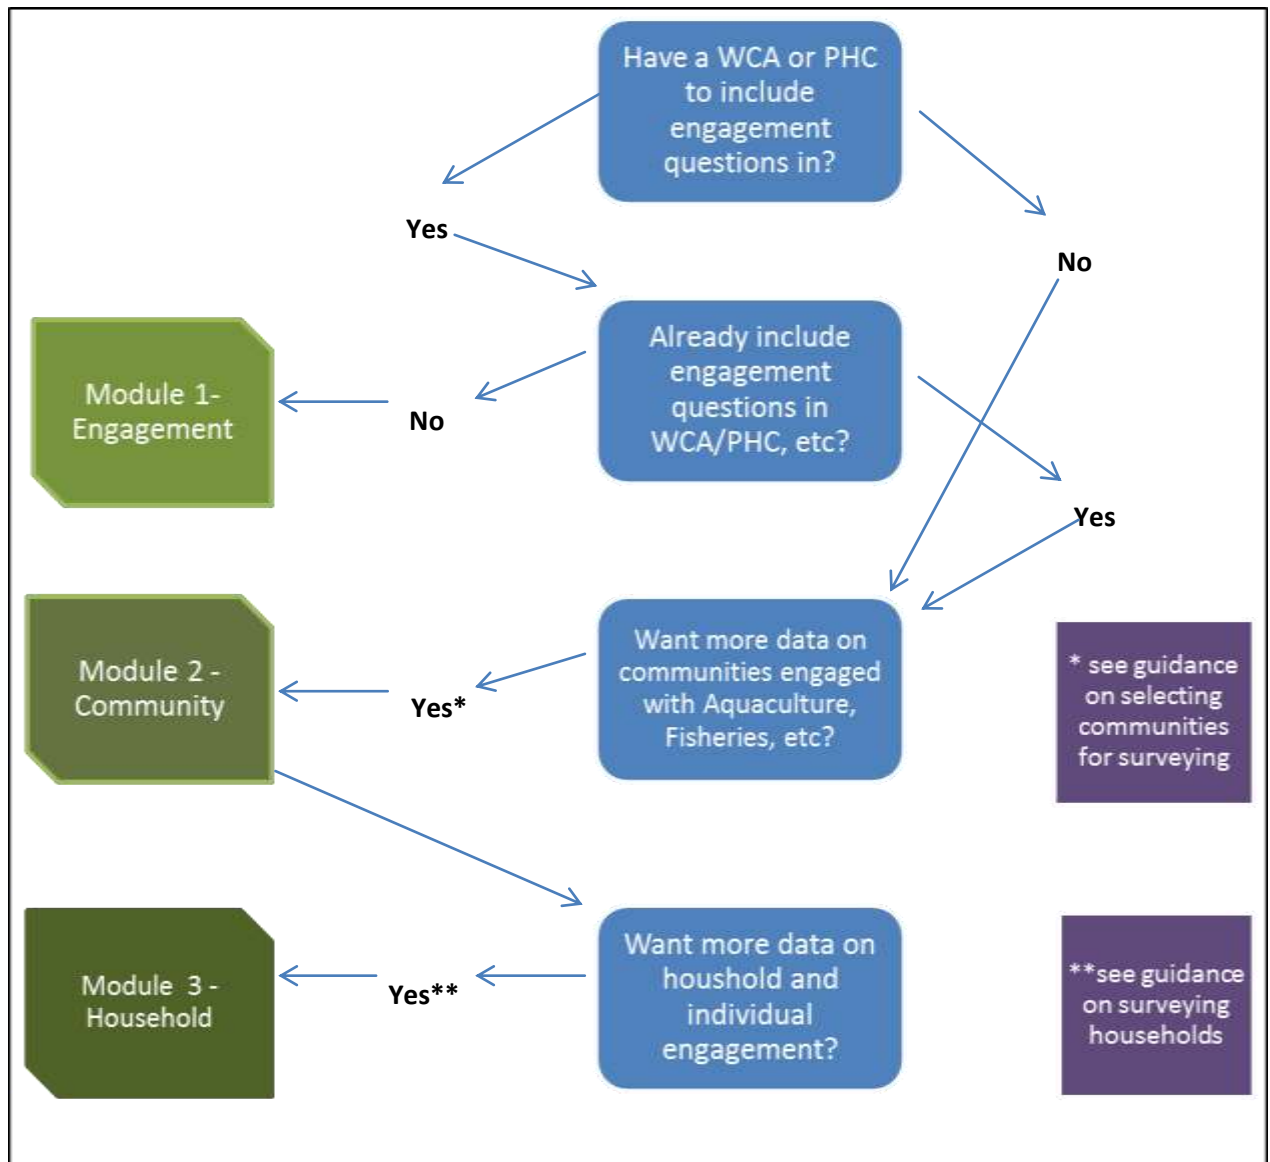 Have a WCA or PHC
to include
engagement
questions in?
Yes
No
Already include
engagement
questions in
WCA/PHC, etc?
Module 1-
Engagement
No
Yes
Want more data on
communities engaged
with Aquaculture,
Fisheries, etc?
Module 2 -
Community
Yes*
* see guidance
on selecting
communities
for surveying
Want more data on
houshold and
individual
engagement?
Module 3 -
Household
Yes**
**see guidance
on surveying
households